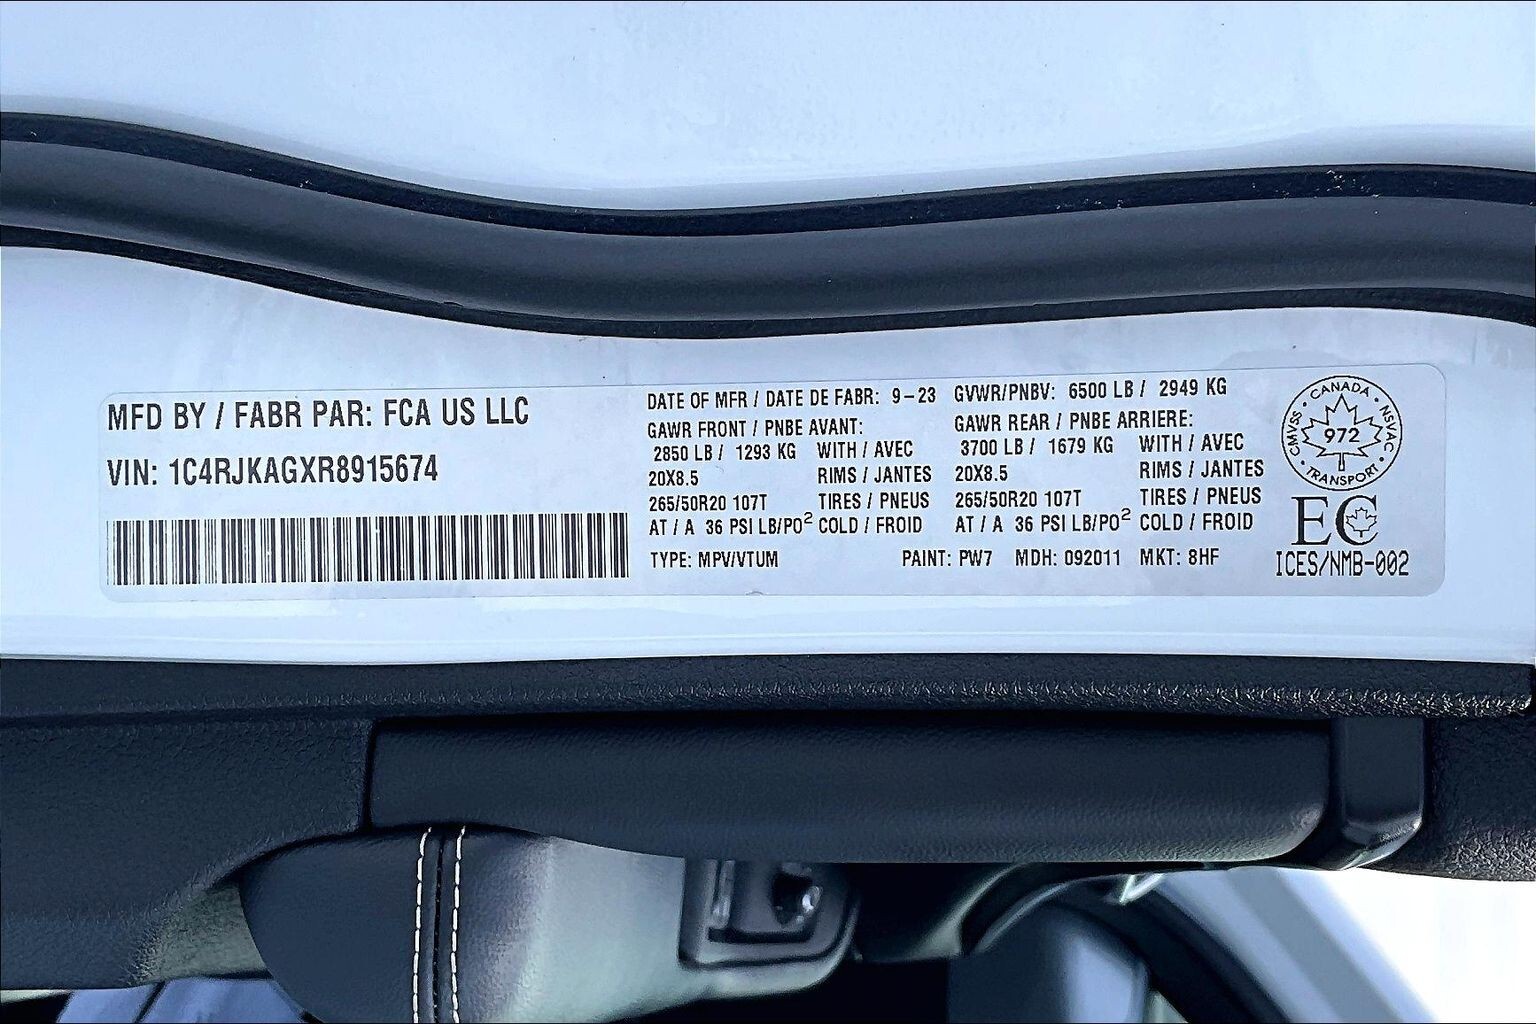 MFD BY / FABR PAR: FCA US LLC
VIN: 1C4RJKAGXR8915674
DATE OF MFR / DATE DE FABR: 9-23 GVWR/PNBV: 6500 LB / 2949 KG
GAWR FRONT / PNBE AVANT: GAWR REAR / PNBE ARRIERE:
2850 LB / 1293 KG WITH / AVEC 3700 LB / 1679 KG WITH / AVEC
20X8.5 RIMS / JANTES 20X8.5 RIMS / JANTES
265/50R20 107T TIRES / PNEUS 265/50R20 107T TIRES / PNEUS
AT / A 36 PSI LB/PO² COLD / FROID AT / A 36 PSI LB/PO² COLD / FROID
TYPE: MPV/VTUM PAINT: PW7 MDH: 092011 MKT: 8HF
CANADA
CMVSS
NSVAC
972
TRANSPORT
EC
ICES/NMB-002